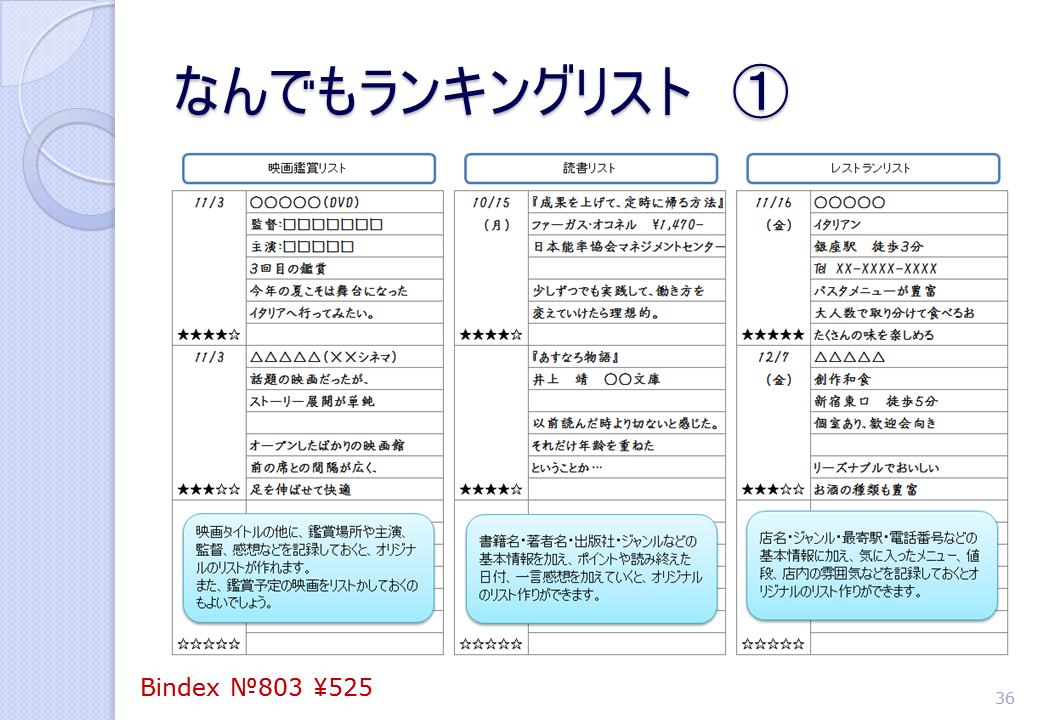 なんでもランキングリスト ①
映画鑑賞リスト
11/3 ○○○○○(DVD)
監督:□□□□□□□
主演:□□□□□
3回目の鑑賞
今年の夏こそは舞台になった
イタリアへ行ってみたい。
★★★★☆
11/3 △△△△△(××シネマ)
話題の映画だったが、
ストーリー展開が単純
オープンしたばかりの映画館
前の席との間隔が広く、
★★★☆☆ 足を伸ばせて快適
映画タイトルの他に、鑑賞場所や主演、
監督、感想などを記録しておくと、オリジナ
ルのリストが作れます。
また、鑑賞予定の映画をリストかしておくの
もよいでしょう。
☆☆☆☆☆
読書リスト
10/15 『成果を上げて、定時に帰る方法』
(月) ファーガス・オコネル ¥1,470-
日本能率協会マネジメントセンター
少しずつでも実践して、働き方を
変えていけたら理想的。
★★★★☆
『あすなろ物語』
井上 靖 ○○文庫
以前読んだ時より切ないと感じた。
それだけ年齢を重ねた
ということか…
★★★★☆
書籍名・著者名・出版社・ジャンルなどの
基本情報を加え、ポイントや読み終えた
日付、一言感想を加えていくと、オリジナル
のリスト作りができます。
☆☆☆☆☆
レストランリスト
11/16 ○○○○○
(金) イタリアン
銀座駅 徒歩3分
℡ XX-XXXX-XXXX
パスタメニューが豊富
大人数で取り分けて食べるお
★★★★★ たくさんの味を楽しめる
12/7 △△△△△
(金) 創作和食
新宿東口 徒歩5分
個室あり、歓迎会向き
リーズナブルでおいしい
★★★☆☆ お酒の種類も豊富
店名・ジャンル・最寄駅・電話番号などの
基本情報に加え、気に入ったメニュー、値
段、店内の雰囲気などを記録しておくとオ
リジナルのリスト作りができます。
☆☆☆☆☆
Bindex №803 ¥525
36